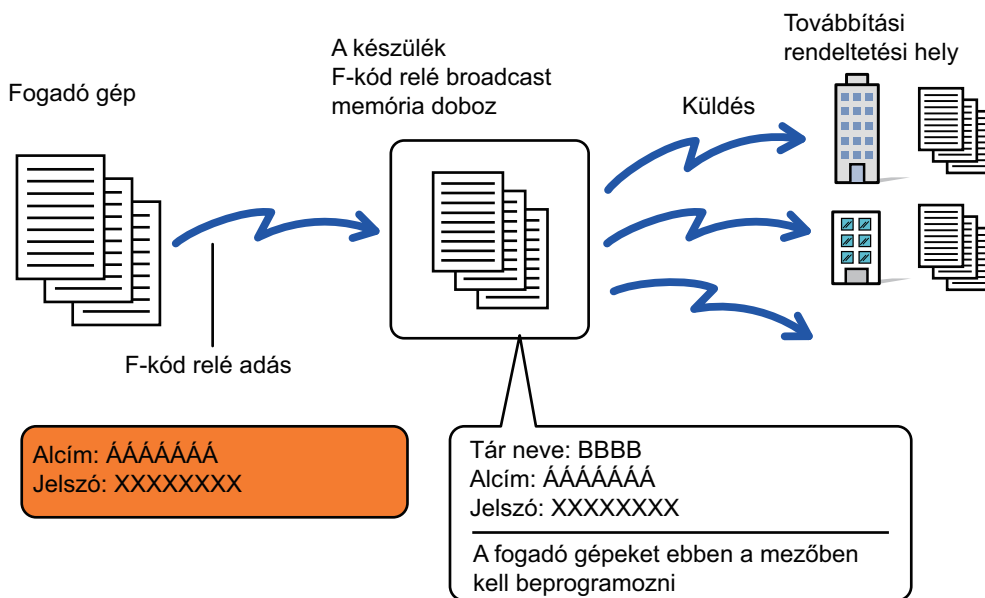 Fogadó gép
A készülék
F-kód relé broadcast
memória doboz
Továbbítási
rendeltetési hely
Küldés
F-kód relé adás
Alcím: ÁÁÁÁÁÁÁ
Jelszó: XXXXXXXX
Tár neve: BBBB
Alcím: ÁÁÁÁÁÁÁ
Jelszó: XXXXXXXX
A fogadó gépeket ebben a mezőben
kell beprogramozni